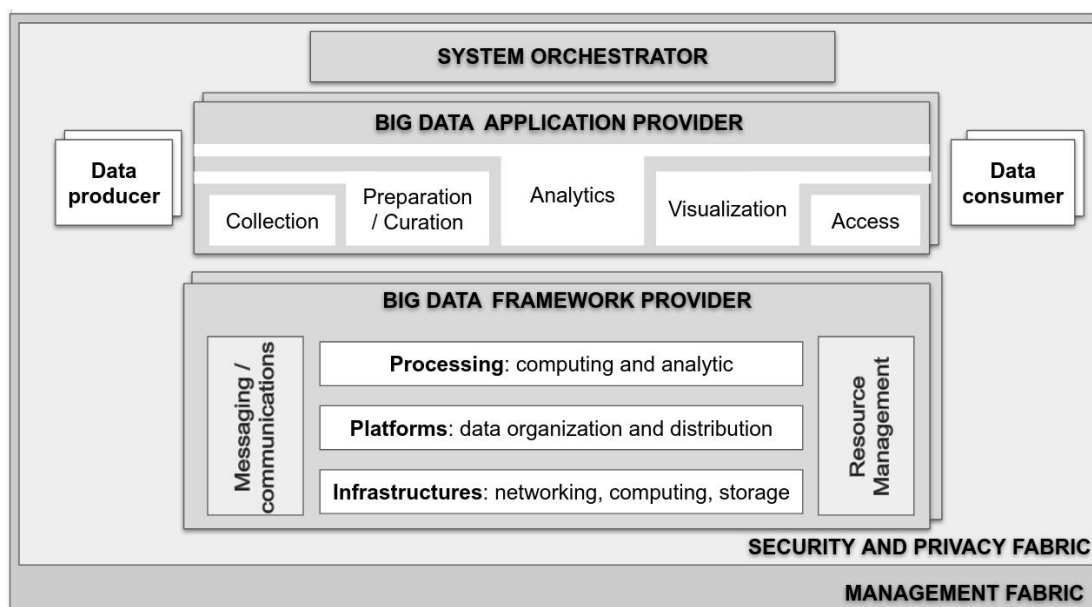 SYSTEM ORCHESTRATOR
BIG DATA APPLICATION PROVIDER
Data
producer
Collection
Preparation
/ Curation
Analytics
Visualization
Access
Data
consumer
BIG DATA FRAMEWORK PROVIDER
Messaging /
communications
Processing: computing and analytic
Platforms: data organization and distribution
Infrastructures: networking, computing, storage
Resource
Management
SECURITY AND PRIVACY FABRIC
MANAGEMENT FABRIC